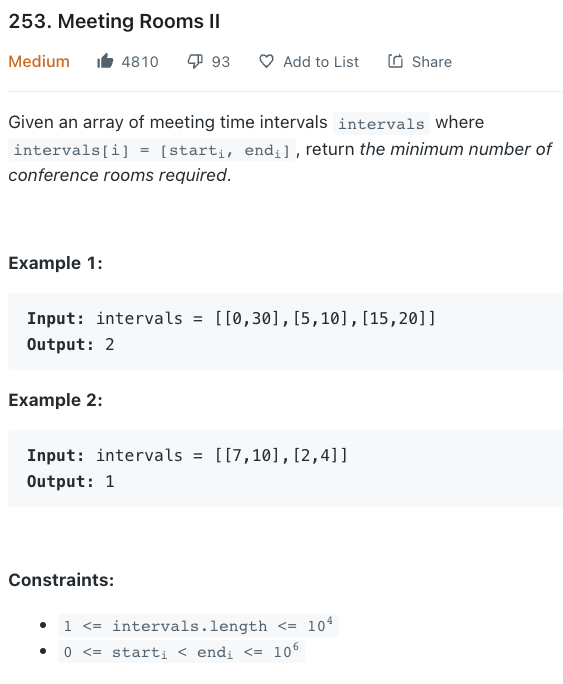 253. Meeting Rooms II
Medium 4810 93 Add to List Share
Given an array of meeting time intervals intervals where
intervals[i] = [startᵢ, endᵢ], return the minimum number of
conference rooms required.
Example 1:
Input: intervals = [[0,30],[5,10],[15,20]]
Output: 2
Example 2:
Input: intervals = [[7,10],[2,4]]
Output: 1
Constraints:
• 1 <= intervals.length <= 10⁴
• 0 <= startᵢ < endᵢ <= 10⁶